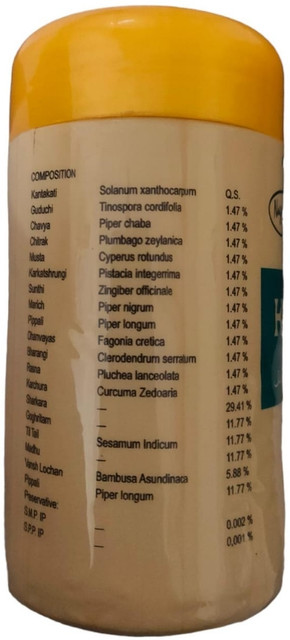 COMPOSITION
Kantakati Solanum xanthocarpum Q.S.
Guduchi Tinospora cordifolia 1.47 %
Chavya Piper chaba 1.47 %
Chitrak Plumbago zeylanica 1.47 %
Musta Cyperus rotundus 1.47 %
Karkatshrungi Pistacia integerrima 1.47 %
Sunthi Zingiber officinale 1.47 %
Marich Piper nigrum 1.47 %
Pippali Piper longum 1.47 %
Dhamvayas Fagonia cretica 1.47 %
Bharangi Clerodendrum serratum 1.47 %
Rasna Pluchea lanceolata 1.47 %
Karchura Curcuma Zedoaria 1.47 %
Sharkara — 29.41 %
Goghritam — 11.77 %
Til Tail Sesamum Indicum 11.77 %
Madhu — 11.77 %
Vansh Lochan Bambusa Asundinaca 5.88 %
Pippali Piper longum 11.77 %
Preservative:
S.M.P. IP — 0.002 %
S.P.P. IP — 0,001 %